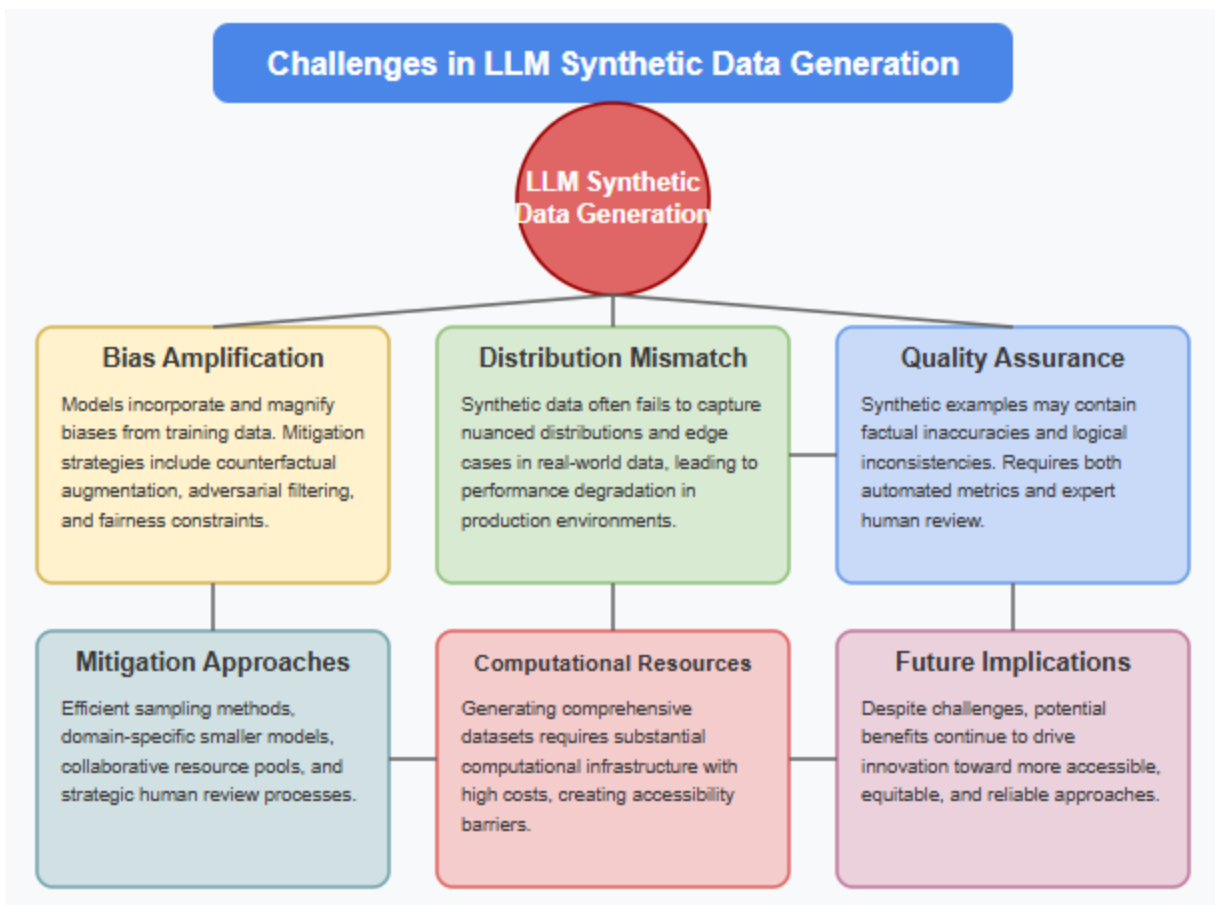 Challenges in LLM Synthetic Data Generation
LLM Synthetic
Data Generation
Bias Amplification
Models incorporate and magnify
biases from training data. Mitigation
strategies include counterfactual
augmentation, adversarial filtering,
and fairness constraints.
Distribution Mismatch
Synthetic data often fails to capture
nuanced distributions and edge
cases in real-world data, leading to
performance degradation in
production environments.
Quality Assurance
Synthetic examples may contain
factual inaccuracies and logical
inconsistencies. Requires both
automated metrics and expert
human review.
Mitigation Approaches
Efficient sampling methods,
domain-specific smaller models,
collaborative resource pools, and
strategic human review processes.
Computational Resources
Generating comprehensive
datasets requires substantial
computational infrastructure with
high costs, creating accessibility
barriers.
Future Implications
Despite challenges, potential
benefits continue to drive
innovation toward more accessible,
equitable, and reliable approaches.